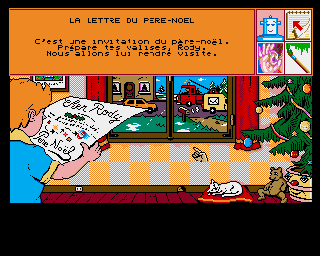 LA LETTRE DU PERE-NOEL
C'est une invitation du père-noël.
Prépare tes valises, Rody.
Nous allons lui rendre visite.
Cher Rody
Père Noël